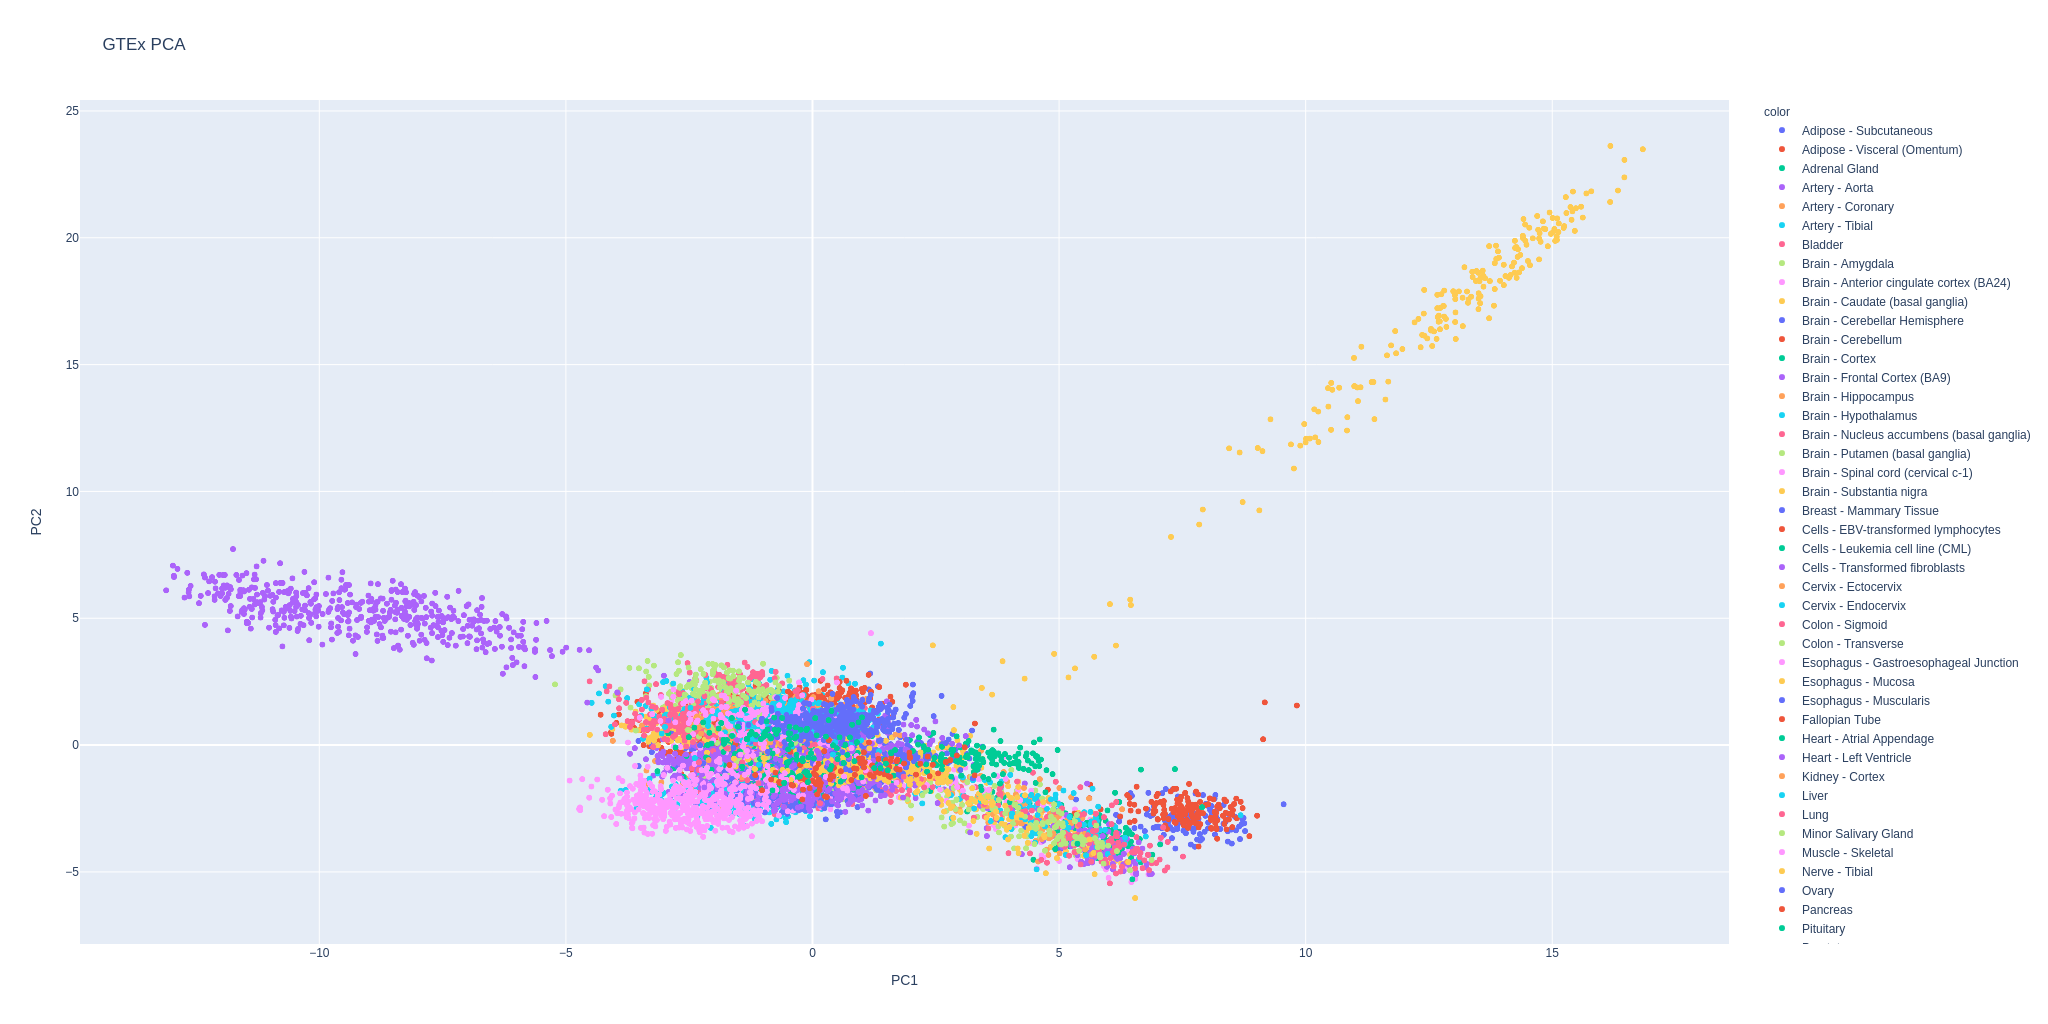 GTEx PCA
25
20
15
10
5
0
−5
PC2
−10
−5
0
5
10
15
PC1
color
Adipose - Subcutaneous
Adipose - Visceral (Omentum)
Adrenal Gland
Artery - Aorta
Artery - Coronary
Artery - Tibial
Bladder
Brain - Amygdala
Brain - Anterior cingulate cortex (BA24)
Brain - Caudate (basal ganglia)
Brain - Cerebellar Hemisphere
Brain - Cerebellum
Brain - Cortex
Brain - Frontal Cortex (BA9)
Brain - Hippocampus
Brain - Hypothalamus
Brain - Nucleus accumbens (basal ganglia)
Brain - Putamen (basal ganglia)
Brain - Spinal cord (cervical c-1)
Brain - Substantia nigra
Breast - Mammary Tissue
Cells - EBV-transformed lymphocytes
Cells - Leukemia cell line (CML)
Cells - Transformed fibroblasts
Cervix - Ectocervix
Cervix - Endocervix
Colon - Sigmoid
Colon - Transverse
Esophagus - Gastroesophageal Junction
Esophagus - Mucosa
Esophagus - Muscularis
Fallopian Tube
Heart - Atrial Appendage
Heart - Left Ventricle
Kidney - Cortex
Liver
Lung
Minor Salivary Gland
Muscle - Skeletal
Nerve - Tibial
Ovary
Pancreas
Pituitary